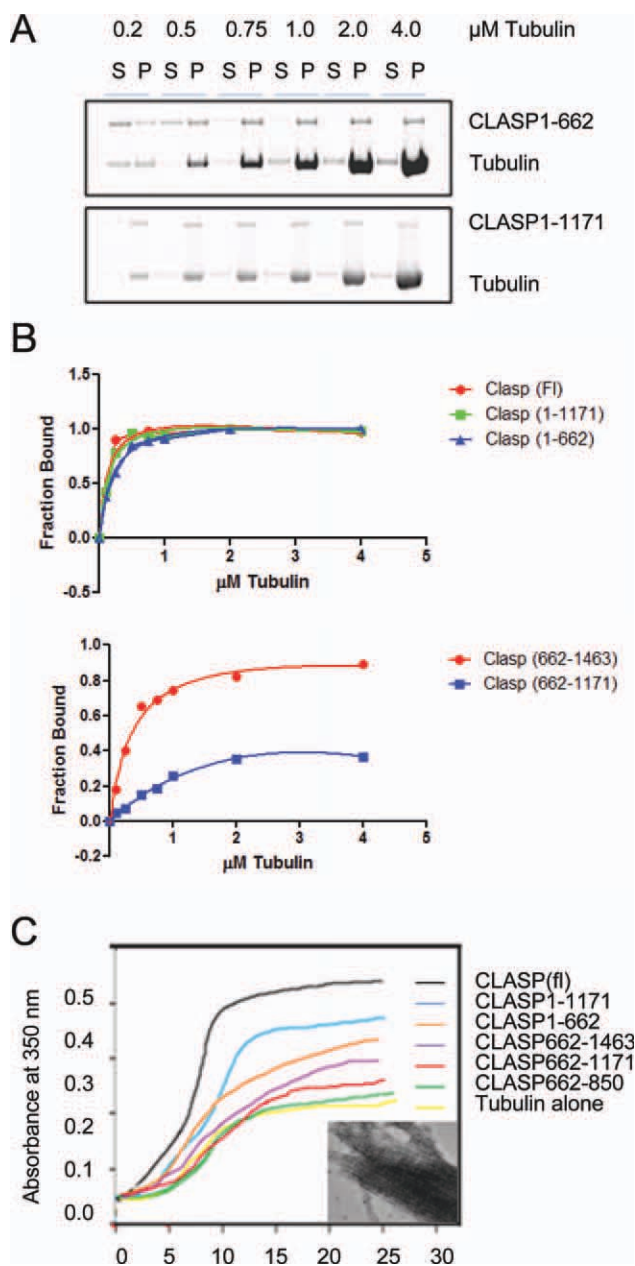 A
0.2 0.5 0.75 1.0 2.0 4.0 µM Tubulin
S P S P S P S P S P S P
CLASP1-662
Tubulin
CLASP1-1171
Tubulin
B
1.5
1.0
0.5
0.0
-0.5
Fraction Bound
1 2 3 4 5
µM Tubulin
Clasp (Fl)
Clasp (1-1171)
Clasp (1-662)
1.0
0.8
0.6
0.4
0.2
0.0
-0.2
Fraction Bound
1 2 3 4 5
µM Tubulin
Clasp (662-1463)
Clasp (662-1171)
C
0.5
0.4
0.3
0.2
0.1
0.0
Absorbance at 350 nm
0 5 10 15 20 25 30
CLASP(fl)
CLASP1-1171
CLASP1-662
CLASP662-1463
CLASP662-1171
CLASP662-850
Tubulin alone